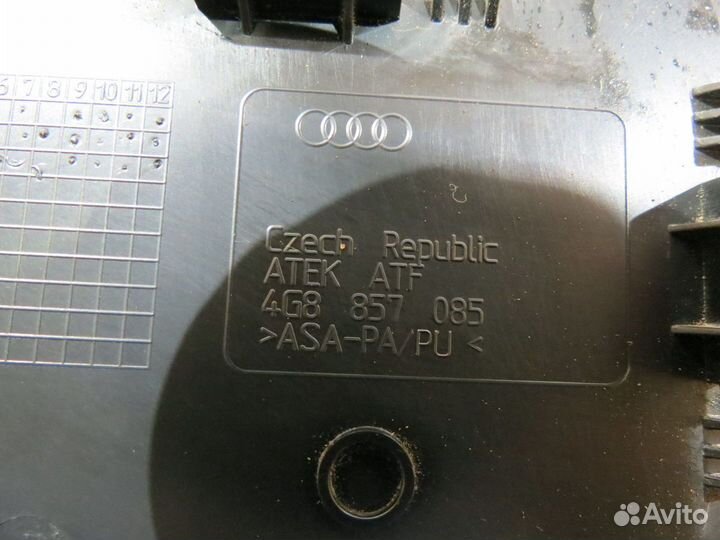 6 7 8 9 10 11 12
Czech Republic
ATEK ATF
4G8 857 085
>ASA-PA/PU<
Avito